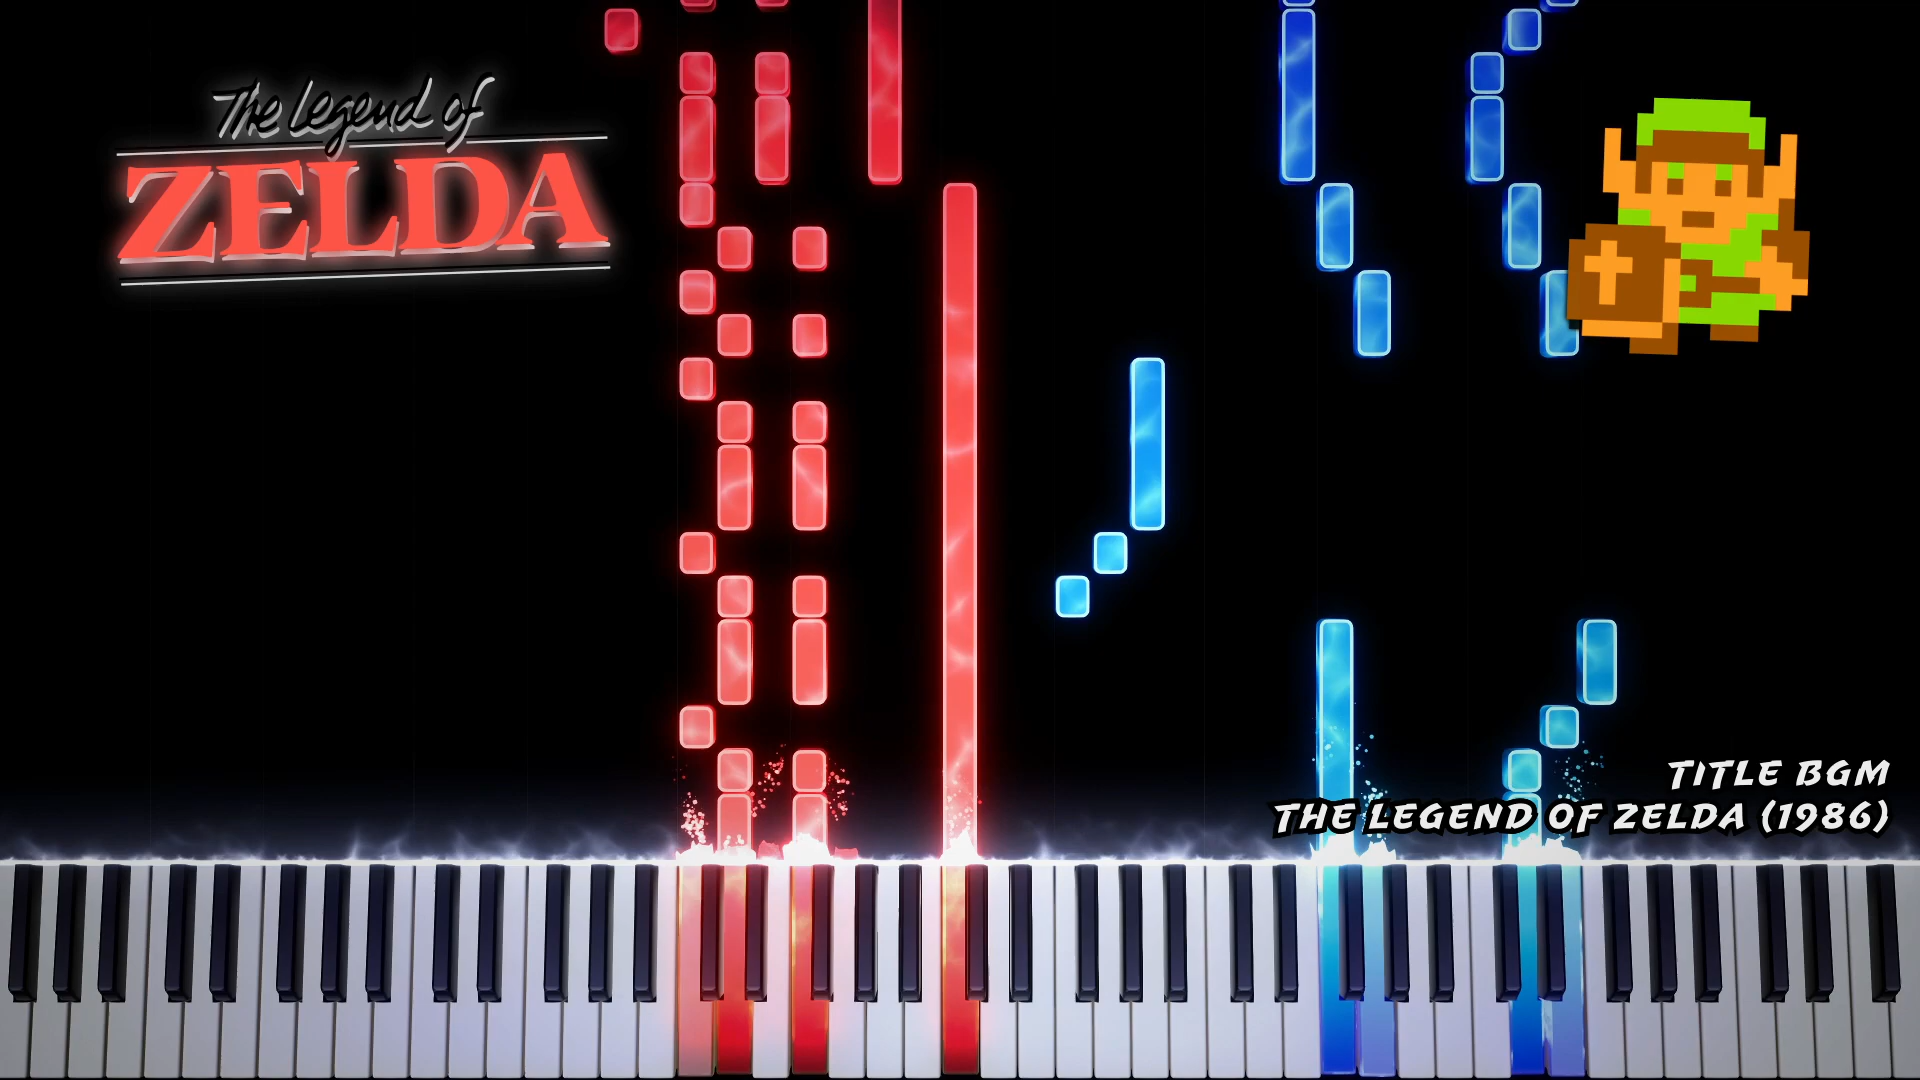 The Legend of
ZELDA
TITLE BGM
THE LEGEND OF ZELDA (1986)